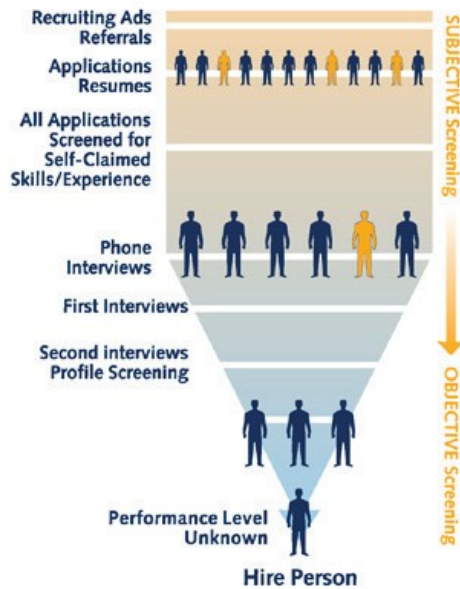 Recruiting Ads
Referrals
Applications
Resumes
All Applications
Screened for
Self-Claimed
Skills/Experience
Phone
Interviews
First Interviews
Second interviews
Profile Screening
Performance Level
Unknown
Hire Person
SUBJECTIVE Screening
OBJECTIVE Screening